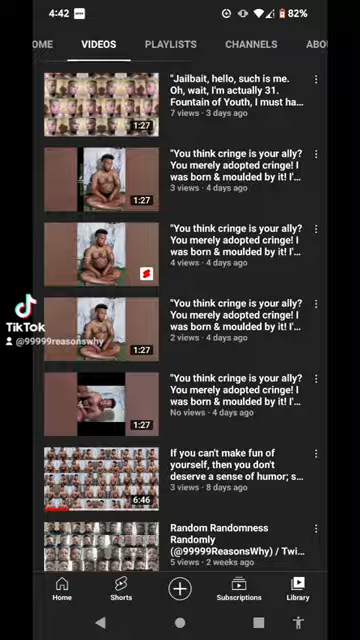 4:42
82%
OME VIDEOS PLAYLISTS CHANNELS ABOU
"Jailbait, hello, such is me.
Oh, wait, I'm actually 31.
Fountain of Youth, I must ha...
7 views · 3 days ago
1:27
"You think cringe is your ally?
You merely adopted cringe! I
was born & moulded by it! I'...
3 views · 4 days ago
1:27
"You think cringe is your ally?
You merely adopted cringe! I
was born & moulded by it! I'...
4 views · 4 days ago
"You think cringe is your ally?
You merely adopted cringe! I
was born & moulded by it! I'...
2 views · 4 days ago
1:27
TikTok
@99999reasonswhy
"You think cringe is your ally?
You merely adopted cringe! I
was born & moulded by it! I'...
No views · 4 days ago
1:27
If you can't make fun of
yourself, then you don't
deserve a sense of humor; s...
3 views · 8 days ago
6:46
Random Randomness
Randomly
(@99999ReasonsWhy) / Twi...
5 views · 2 weeks ago
Home Shorts Subscriptions Library